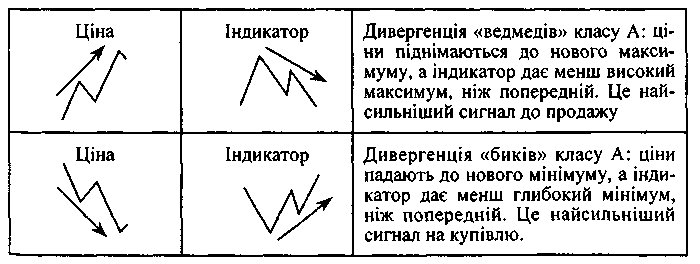 Ціна
Індикатор
Дивергенція «ведмедів» класу А: ці-
ни піднімаються до нового макси-
муму, а індикатор дає менш високий
максимум, ніж попередній. Це най-
сильніший сигнал до продажу
Ціна
Індикатор
Дивергенція «биків» класу А: ціни
падають до нового мінімуму, а інди-
катор дає менш глибокий мінімум,
ніж попередній. Це найсильніший
сигнал на купівлю.